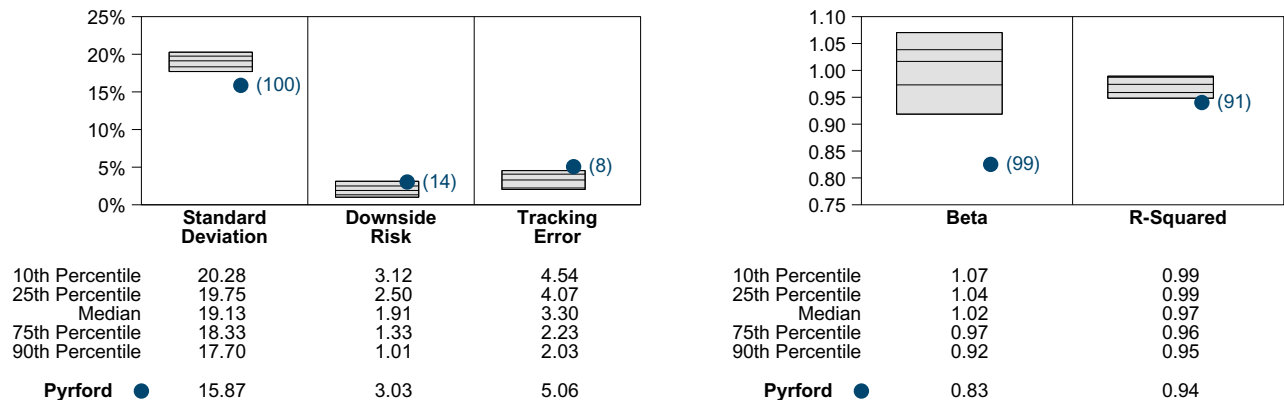 25%
20%
15%
10%
5%
0%
(100)
(14)
(8)
Standard Deviation
Downside Risk
Tracking Error
10th Percentile 20.28 3.12 4.54
25th Percentile 19.75 2.50 4.07
Median 19.13 1.91 3.30
75th Percentile 18.33 1.33 2.23
90th Percentile 17.70 1.01 2.03
Pyrford 15.87 3.03 5.06
1.10
1.05
1.00
0.95
0.90
0.85
0.80
0.75
(99)
(91)
Beta
R-Squared
10th Percentile 1.07 0.99
25th Percentile 1.04 0.99
Median 1.02 0.97
75th Percentile 0.97 0.96
90th Percentile 0.92 0.95
Pyrford 0.83 0.94